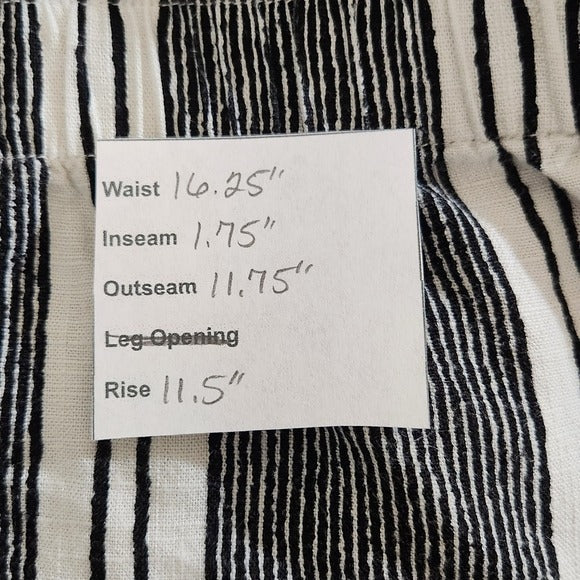 Waist 16.25"
Inseam 1.75"
Outseam 11.75"
Leg Opening
Rise 11.5"